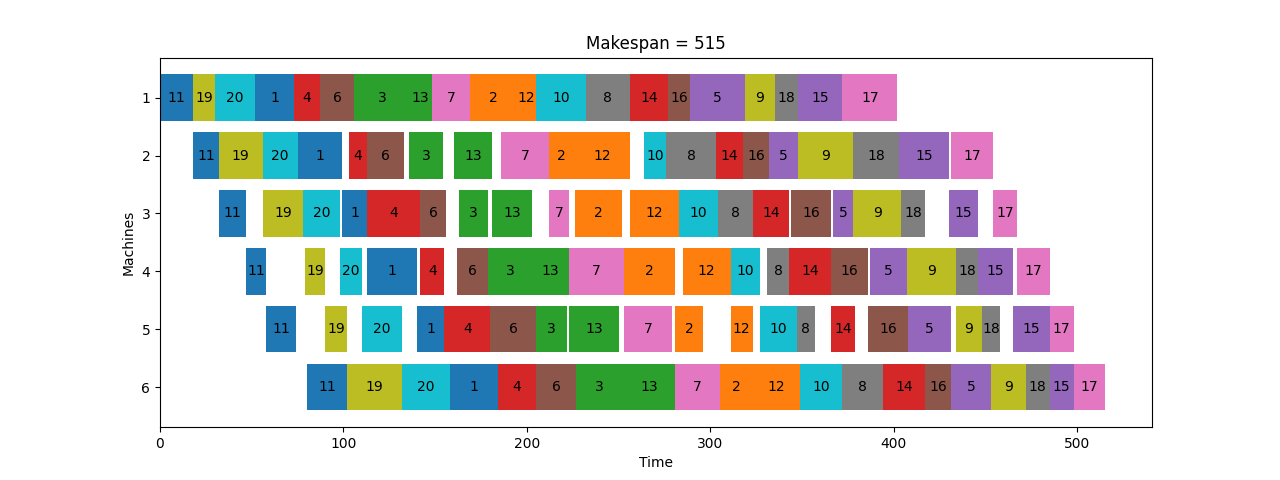 Makespan = 515
1 11 19 20 1 4 6 3 13 7 2 12 10 8 14 16 5 9 18 15 17
2 11 19 20 1 4 6 3 13 7 2 12 10 8 14 16 5 9 18 15 17
3 11 19 20 1 4 6 3 13 7 2 12 10 8 14 16 5 9 18 15 17
4 11 19 20 1 4 6 3 13 7 2 12 10 8 14 16 5 9 18 15 17
5 11 19 20 1 4 6 3 13 7 2 12 10 8 14 16 5 9 18 15 17
6 11 19 20 1 4 6 3 13 7 2 12 10 8 14 16 5 9 18 15 17
Machines
0 100 200 300 400 500
Time